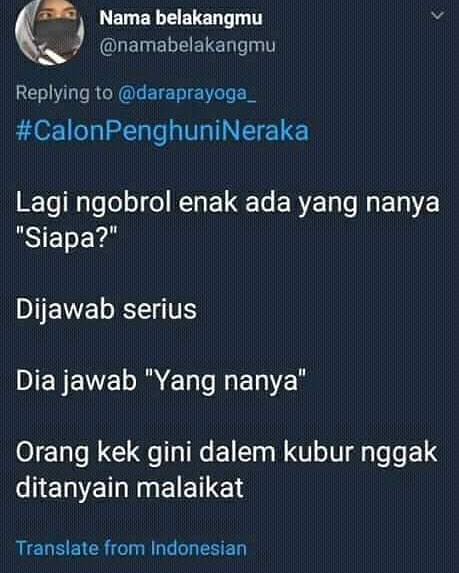 Nama belakangmu
@namabelakangmu
Replying to @daraprayoga_
#CalonPenghuniNeraka
Lagi ngobrol enak ada yang nanya
"Siapa?"
Dijawab serius
Dia jawab "Yang nanya"
Orang kek gini dalem kubur nggak
ditanyain malaikat
Translate from Indonesian